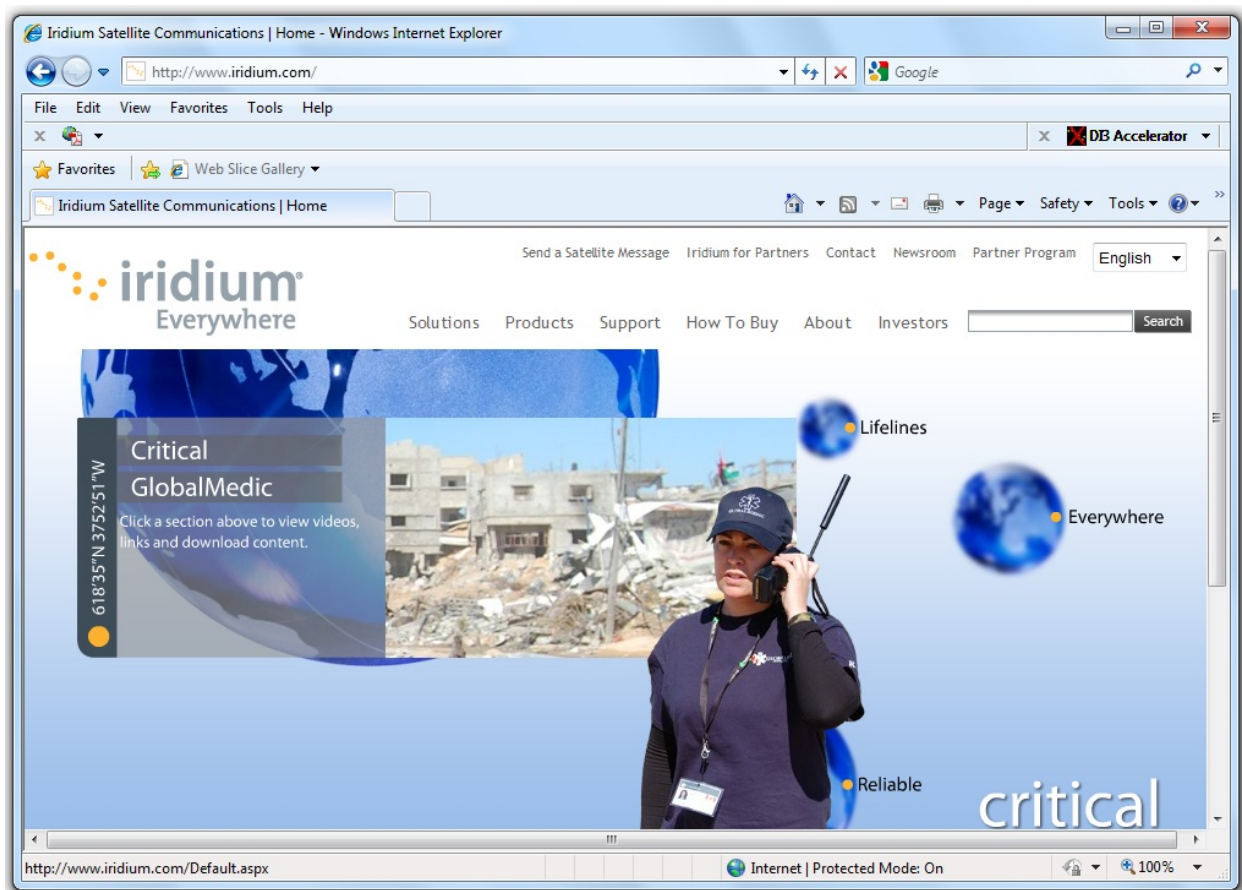 Iridium Satellite Communications | Home - Windows Internet Explorer
http://www.iridium.com/
Google
File Edit View Favorites Tools Help
x
x DB Accelerator
Favorites Web Slice Gallery
Iridium Satellite Communications | Home
Page Safety Tools
Send a Satellite Message Iridium for Partners Contact Newsroom Partner Program English
iridium®
Everywhere
Solutions Products Support How To Buy About Investors Search
Critical
GlobalMedic
Click a section above to view videos,
links and download content.
618'35"N 3752'51"W
Lifelines
Everywhere
Reliable
critical
http://www.iridium.com/Default.aspx Internet | Protected Mode: On 100%